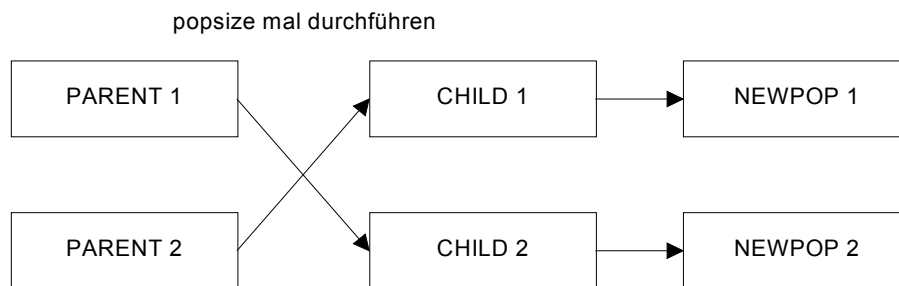 popsize mal durchführen
PARENT 1
CHILD 1
NEWPOP 1
PARENT 2
CHILD 2
NEWPOP 2